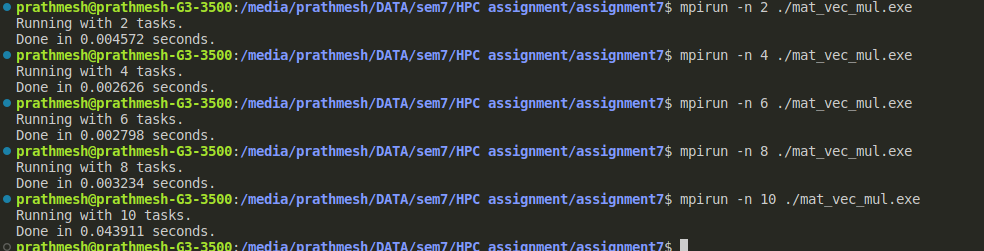 prathmesh@prathmesh-G3-3500:/media/prathmesh/DATA/sem7/HPC assignment/assignment7$ mpirun -n 2 ./mat_vec_mul.exe
Running with 2 tasks.
Done in 0.004572 seconds.
prathmesh@prathmesh-G3-3500:/media/prathmesh/DATA/sem7/HPC assignment/assignment7$ mpirun -n 4 ./mat_vec_mul.exe
Running with 4 tasks.
Done in 0.002626 seconds.
prathmesh@prathmesh-G3-3500:/media/prathmesh/DATA/sem7/HPC assignment/assignment7$ mpirun -n 6 ./mat_vec_mul.exe
Running with 6 tasks.
Done in 0.002798 seconds.
prathmesh@prathmesh-G3-3500:/media/prathmesh/DATA/sem7/HPC assignment/assignment7$ mpirun -n 8 ./mat_vec_mul.exe
Running with 8 tasks.
Done in 0.003234 seconds.
prathmesh@prathmesh-G3-3500:/media/prathmesh/DATA/sem7/HPC assignment/assignment7$ mpirun -n 10 ./mat_vec_mul.exe
Running with 10 tasks.
Done in 0.043911 seconds.
prathmesh@prathmesh-G3-3500:/media/prathmesh/DATA/sem7/HPC assignment/assignment7$